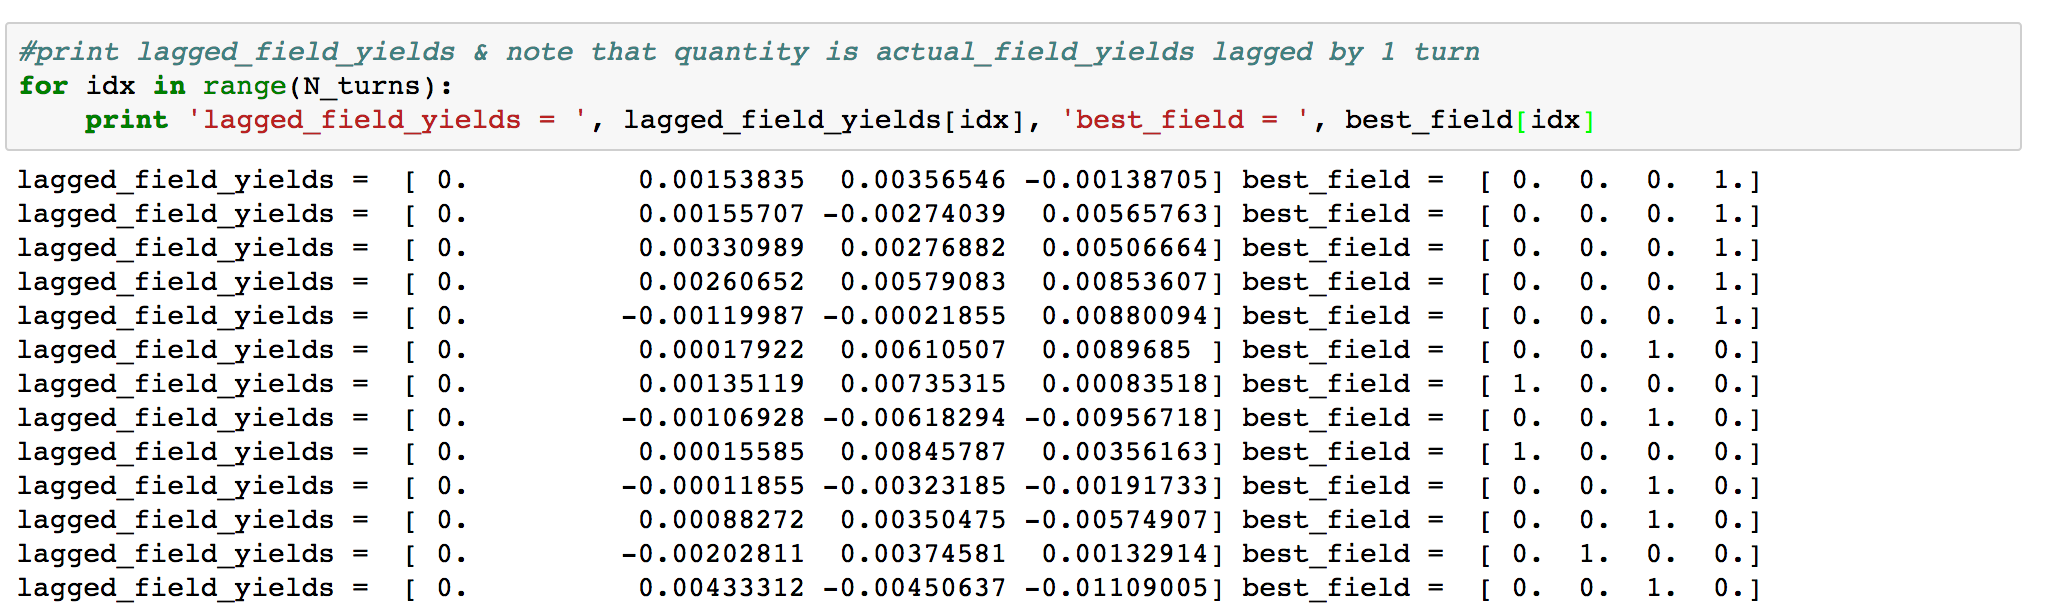 #print lagged_field_yields & note that quantity is actual_field_yields lagged by 1 turn
for idx in range(N_turns):
    print 'lagged_field_yields = ', lagged_field_yields[idx], 'best_field = ', best_field[idx]
lagged_field_yields =  [ 0.          0.00153835  0.00356546 -0.00138705] best_field =  [ 0.  0.  0.  1.]
lagged_field_yields =  [ 0.          0.00155707 -0.00274039  0.00565763] best_field =  [ 0.  0.  0.  1.]
lagged_field_yields =  [ 0.          0.00330989  0.00276882  0.00506664] best_field =  [ 0.  0.  0.  1.]
lagged_field_yields =  [ 0.          0.00260652  0.00579083  0.00853607] best_field =  [ 0.  0.  0.  1.]
lagged_field_yields =  [ 0.         -0.00119987 -0.00021855  0.00880094] best_field =  [ 0.  0.  0.  1.]
lagged_field_yields =  [ 0.          0.00017922  0.00610507  0.0089685 ] best_field =  [ 0.  0.  1.  0.]
lagged_field_yields =  [ 0.          0.00135119  0.00735315  0.00083518] best_field =  [ 1.  0.  0.  0.]
lagged_field_yields =  [ 0.         -0.00106928 -0.00618294 -0.00956718] best_field =  [ 0.  0.  1.  0.]
lagged_field_yields =  [ 0.          0.00015585  0.00845787  0.00356163] best_field =  [ 1.  0.  0.  0.]
lagged_field_yields =  [ 0.         -0.00011855 -0.00323185 -0.00191733] best_field =  [ 0.  0.  1.  0.]
lagged_field_yields =  [ 0.          0.00088272  0.00350475 -0.00574907] best_field =  [ 0.  0.  1.  0.]
lagged_field_yields =  [ 0.         -0.00202811  0.00374581  0.00132914] best_field =  [ 0.  1.  0.  0.]
lagged_field_yields =  [ 0.          0.00433312 -0.00450637 -0.01109005] best_field =  [ 0.  0.  1.  0.]